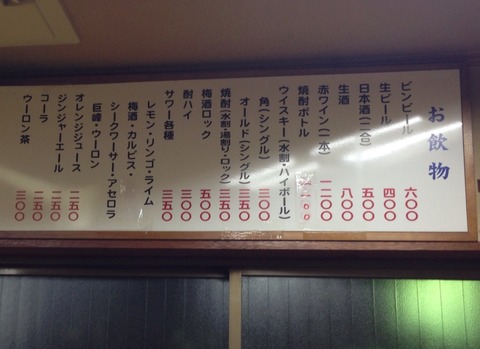 お飲物
ビンビール 六〇〇
生ビール 四〇〇
日本酒(二合) 五〇〇
生酒 八〇〇
赤ワイン(一本) 一二〇〇
焼酎ボトル
ウイスキー(水割・ハイボール)
角(シングル) 三〇〇
オールド(シングル) 三五〇
焼酎(水割・湯割り・ロック) 三五〇
梅酒ロック 五〇〇
酎ハイ 三〇〇
サワー各種 三五〇
レモン・リンゴ・ライム
梅酒・カルピス・
シークワーサー・アセロラ
巨峰・ウーロン
オレンジジュース 二五〇
ジンジャーエール 二五〇
コーラ 二五〇
ウーロン茶 三〇〇